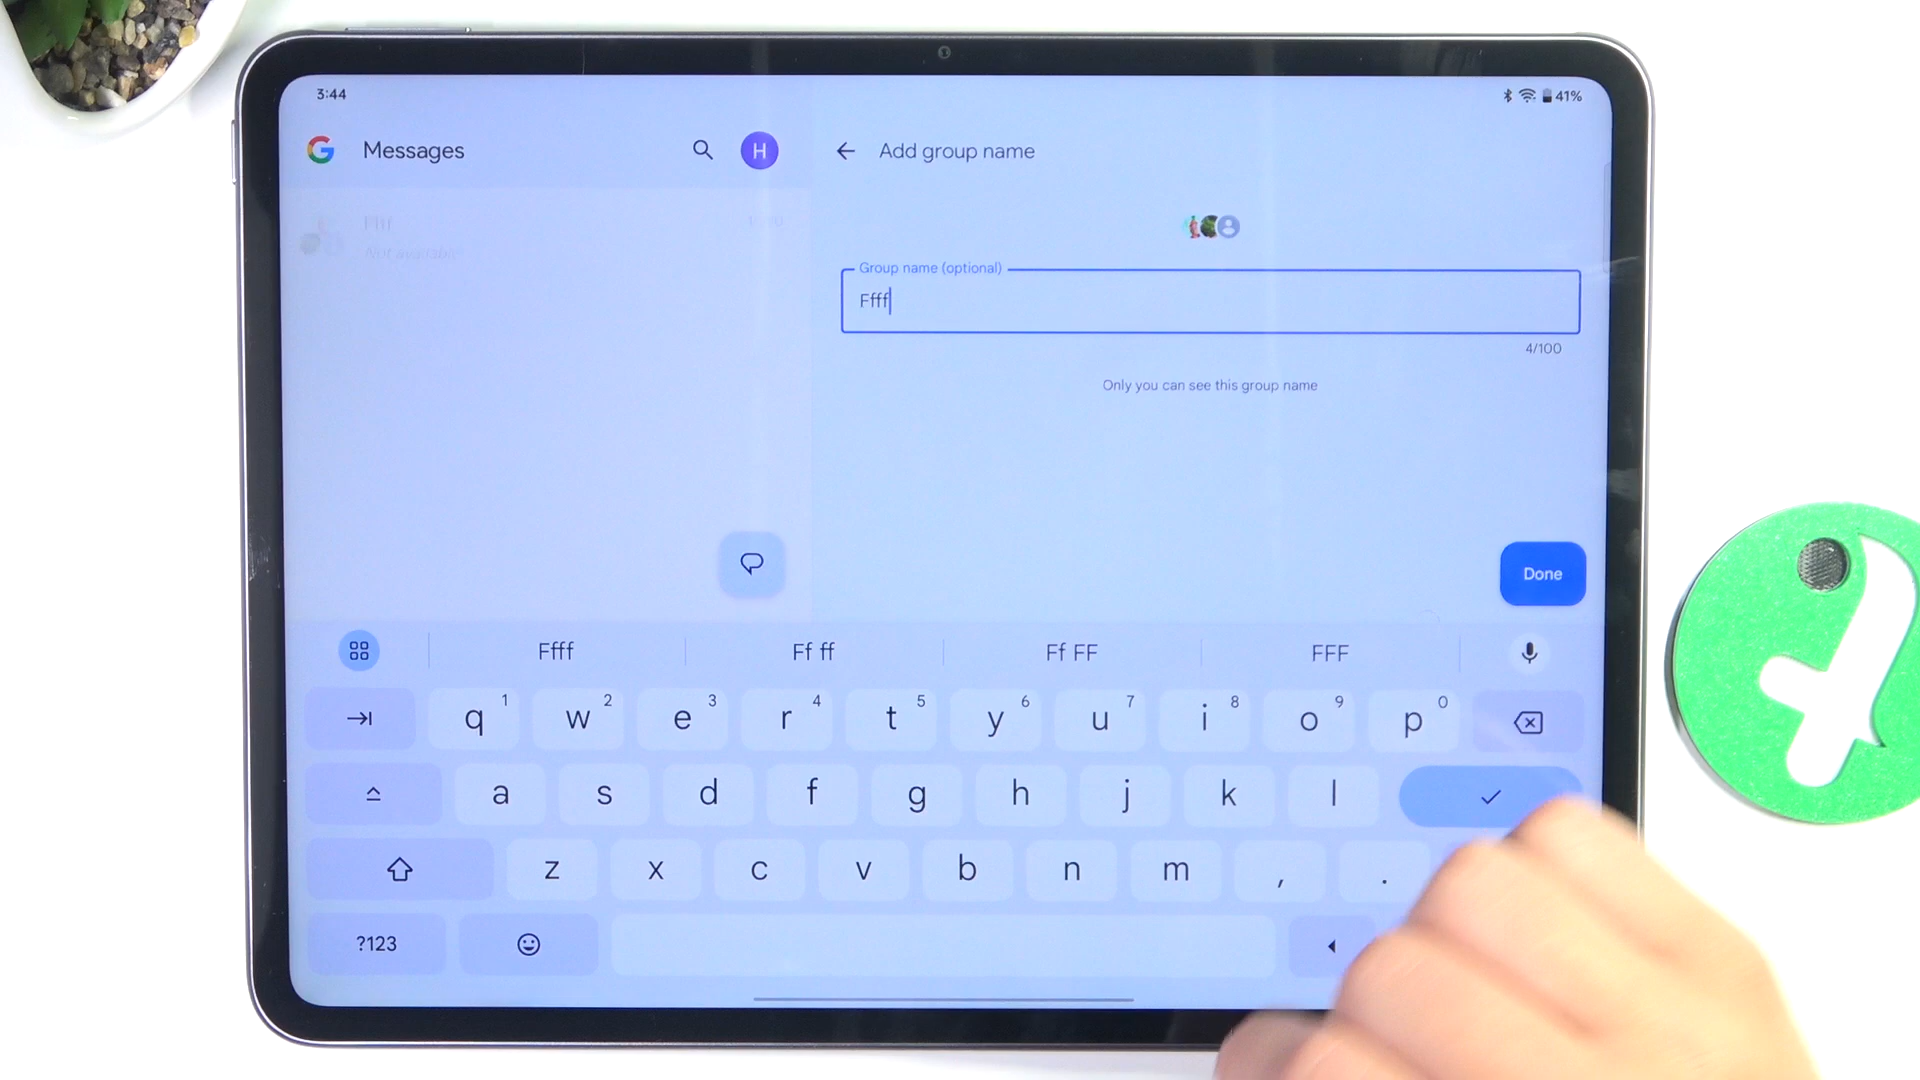 3:44
41%
Messages
H
Add group name
Not available
Group name (optional)
Ffff
4/100
Only you can see this group name
Done
Ffff
Ff ff
Ff FF
FFF
q 1 w 2 e 3 r 4 t 5 y 6 u 7 i 8 o 9 p 0
a s d f g h j k l
z x c v b n m , .
?123